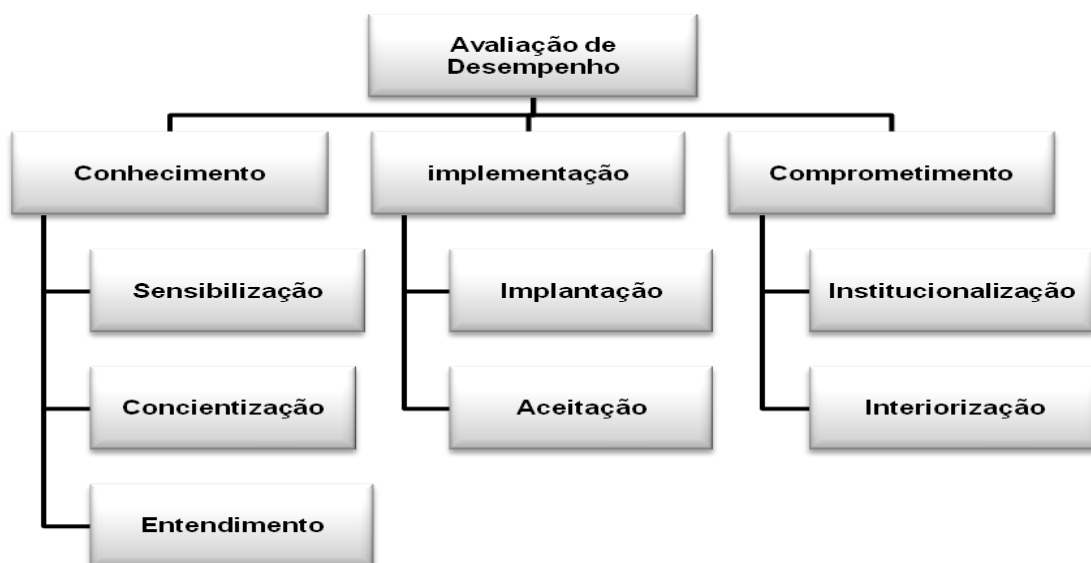 Avaliação de
Desempenho
Conhecimento
implementação
Comprometimento
Sensibilização
Implantação
Institucionalização
Concientização
Aceitação
Interiorização
Entendimento